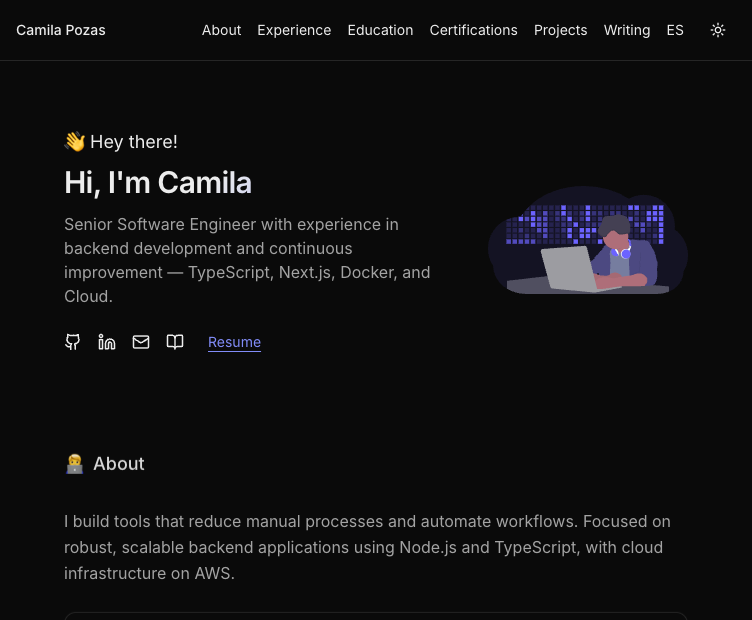 Camila Pozas
About Experience Education Certifications Projects Writing ES
👋 Hey there!
Hi, I'm Camila
Senior Software Engineer with experience in
backend development and continuous
improvement — TypeScript, Next.js, Docker, and
Cloud.
Resume
About
I build tools that reduce manual processes and automate workflows. Focused on
robust, scalable backend applications using Node.js and TypeScript, with cloud
infrastructure on AWS.